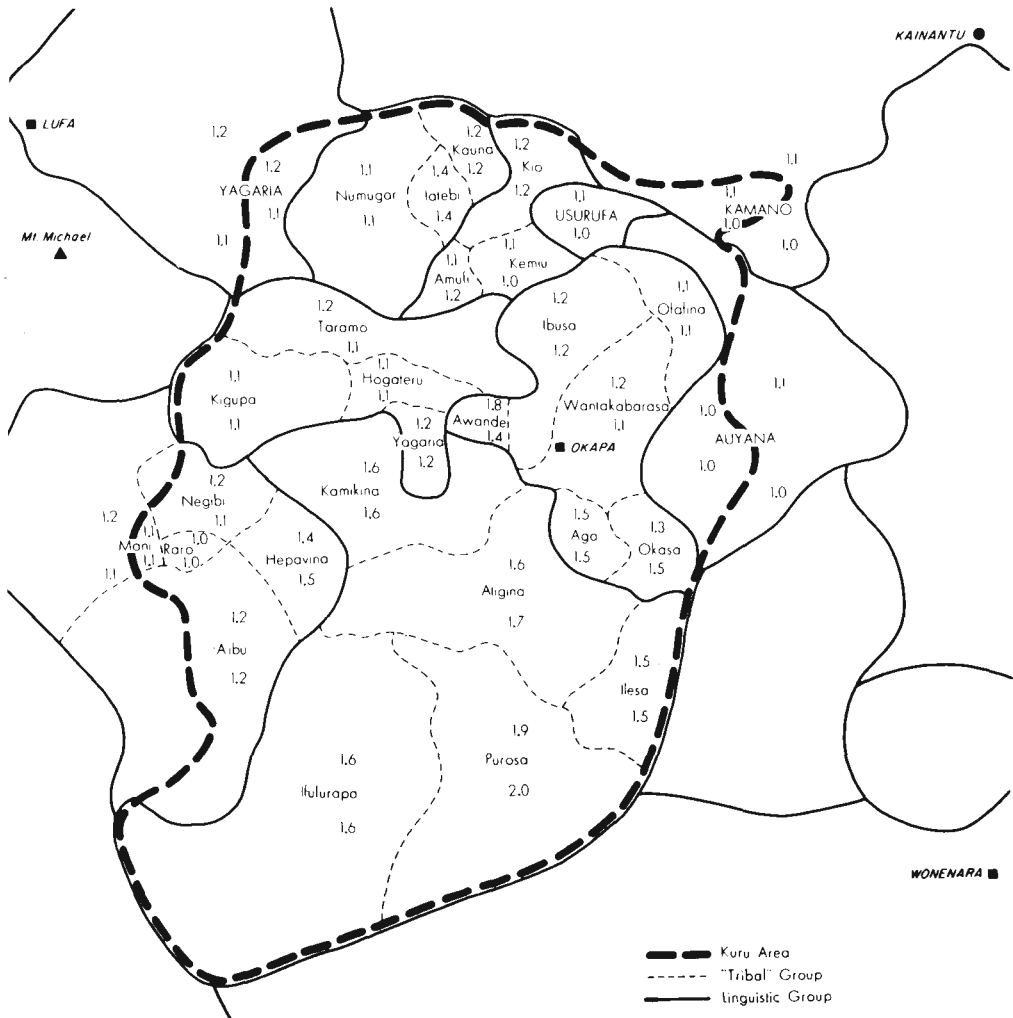 KAINANTU
LUFA
1.2
1.2
Kauna
1.2
1.2
Kio
1.2
1.1
1.2
YAGARIA
1.1
1.1
Numugar
1.1
1.4
Iatebi
1.4
1.1
USURUFA
1.0
1.1
KAMANO
1.0
1.0
1.1
Mt. Michael
1.1
Amufi
1.2
1.1
Kemiu
1.0
1.2
Taramo
1.1
1.2
Ibusa
1.2
1.1
Ofafina
1.1
1.1
Kigupa
1.1
1.1
Hogateru
1.1
1.8
Awande
1.4
1.2
Wantakabarasa
1.1
1.1
1.0
AUYANA
1.0
1.0
1.2
Yagaria
1.2
OKAPA
1.6
Kamikina
1.6
1.2
Negibi
1.1
1.2
1.1
Mani
1.1
1.1
1.0
Raro
1.0
1.4
Hepavina
1.5
1.5
Aga
1.5
1.3
Okasa
1.5
1.6
Atigina
1.7
1.2
Aibu
1.2
1.5
Ilesa
1.5
1.9
Purosa
2.0
1.6
Ifulurapa
1.6
WONENARA
Kuru Area
"Tribal" Group
Linguistic Group